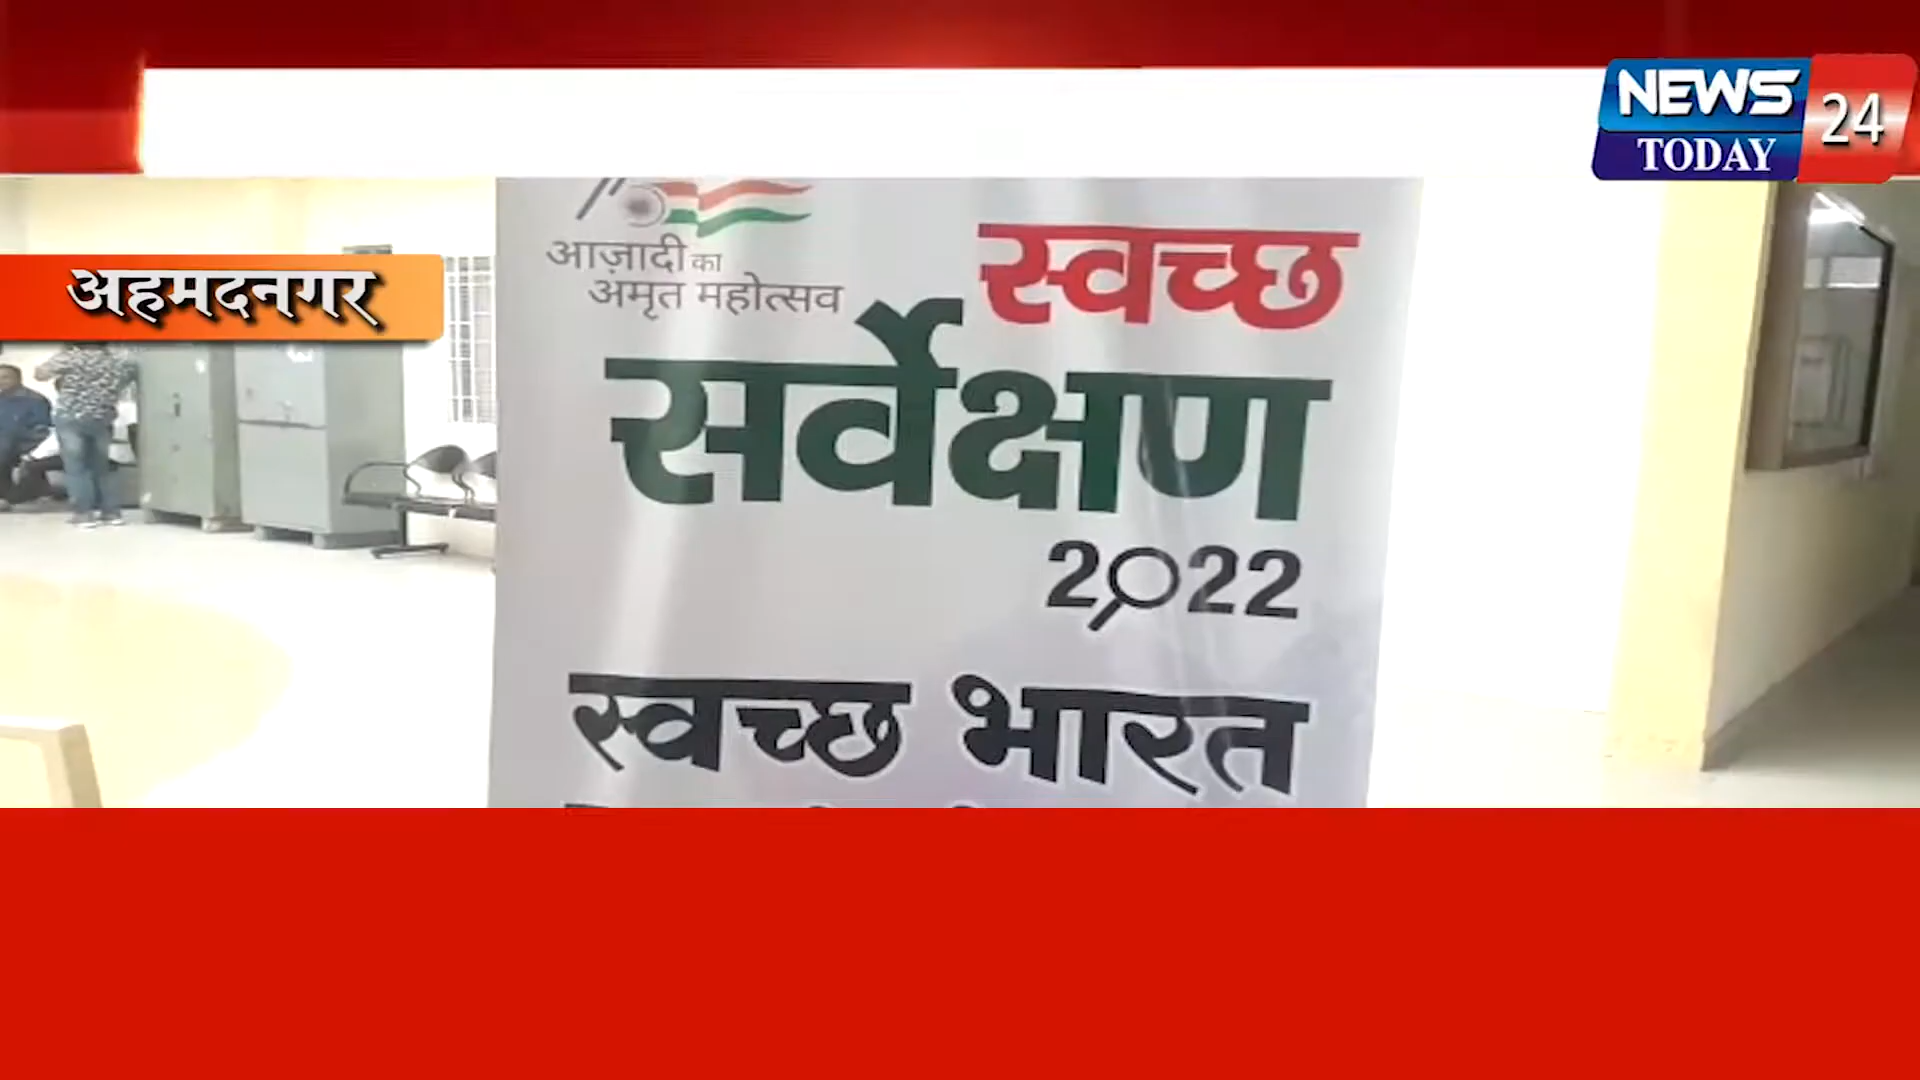 NEWS
TODAY
24
अहमदनगर
आज़ादी का
अमृत महोत्सव
स्वच्छ
सर्वेक्षण
2022
स्वच्छ भारत